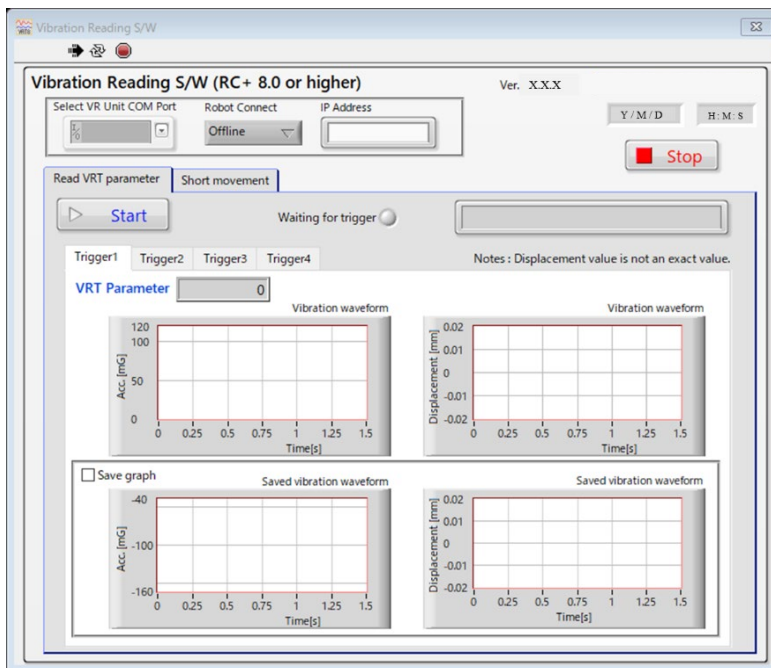 Vibration Reading S/W
Vibration Reading S/W (RC+ 8.0 or higher)
Ver. X.X.X
Select VR Unit COM Port
Robot Connect
IP Address
Offline
Y / M / D
H : M : S
Stop
Read VRT parameter
Short movement
Start
Waiting for trigger
Trigger1
Trigger2
Trigger3
Trigger4
Notes : Displacement value is not an exact value.
VRT Parameter
0
Vibration waveform
Acc. [mG]
120
100
50
0
0 0.25 0.5 0.75 1 1.25 1.5
Time[s]
Vibration waveform
Displacement [mm]
0.02
0.01
0
-0.01
-0.02
0 0.25 0.5 0.75 1 1.25 1.5
Time[s]
Save graph
Saved vibration waveform
Acc. [mG]
-40
-100
-160
0 0.25 0.5 0.75 1 1.25 1.5
Time[s]
Saved vibration waveform
Displacement [mm]
0.02
0.01
0
-0.01
-0.02
0 0.25 0.5 0.75 1 1.25 1.5
Time[s]